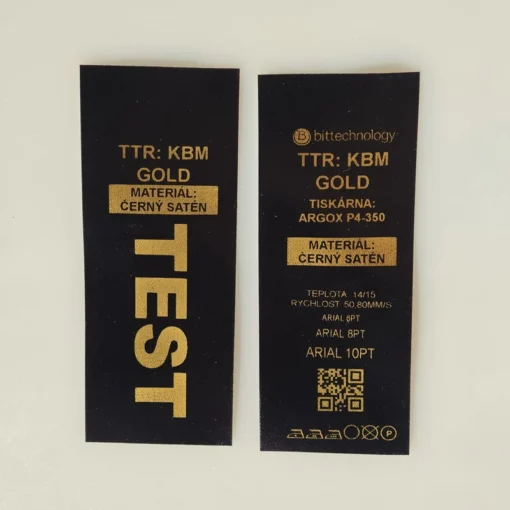 TTR: KBM
GOLD
MATERIÁL:
ČERNÝ SATÉN
TEST
bittechnology
TTR: KBM
GOLD
TISKÁRNA:
ARGOX P4-350
MATERIÁL:
ČERNÝ SATÉN
TEPLOTA 14/15
RYCHLOST 50,80MM/S
ARIAL 6PT
ARIAL 8PT
ARIAL 10PT
P